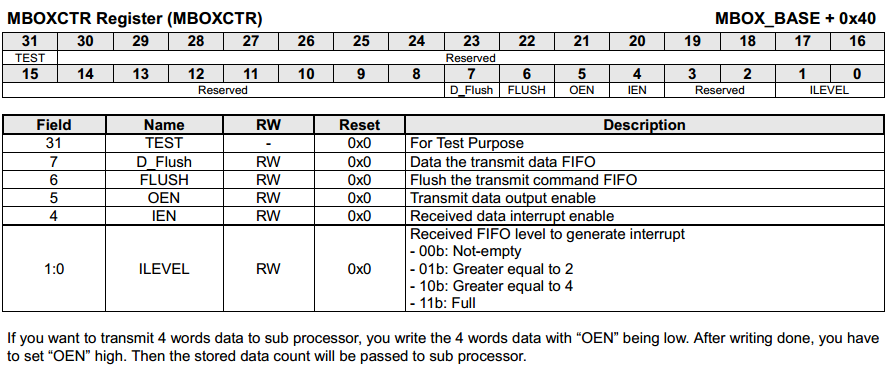 MBOXCTR Register (MBOXCTR) MBOX_BASE + 0x40
31 30 29 28 27 26 25 24 23 22 21 20 19 18 17 16
TEST Reserved
15 14 13 12 11 10 9 8 7 6 5 4 3 2 1 0
Reserved D_Flush FLUSH OEN IEN Reserved ILEVEL
Field Name RW Reset Description
31 TEST - 0x0 For Test Purpose
7 D_Flush RW 0x0 Data the transmit data FIFO
6 FLUSH RW 0x0 Flush the transmit command FIFO
5 OEN RW 0x0 Transmit data output enable
4 IEN RW 0x0 Received data interrupt enable
1:0 ILEVEL RW 0x0 Received FIFO level to generate interrupt
- 00b: Not-empty
- 01b: Greater equal to 2
- 10b: Greater equal to 4
- 11b: Full
If you want to transmit 4 words data to sub processor, you write the 4 words data with “OEN” being low. After writing done, you have
to set “OEN” high. Then the stored data count will be passed to sub processor.